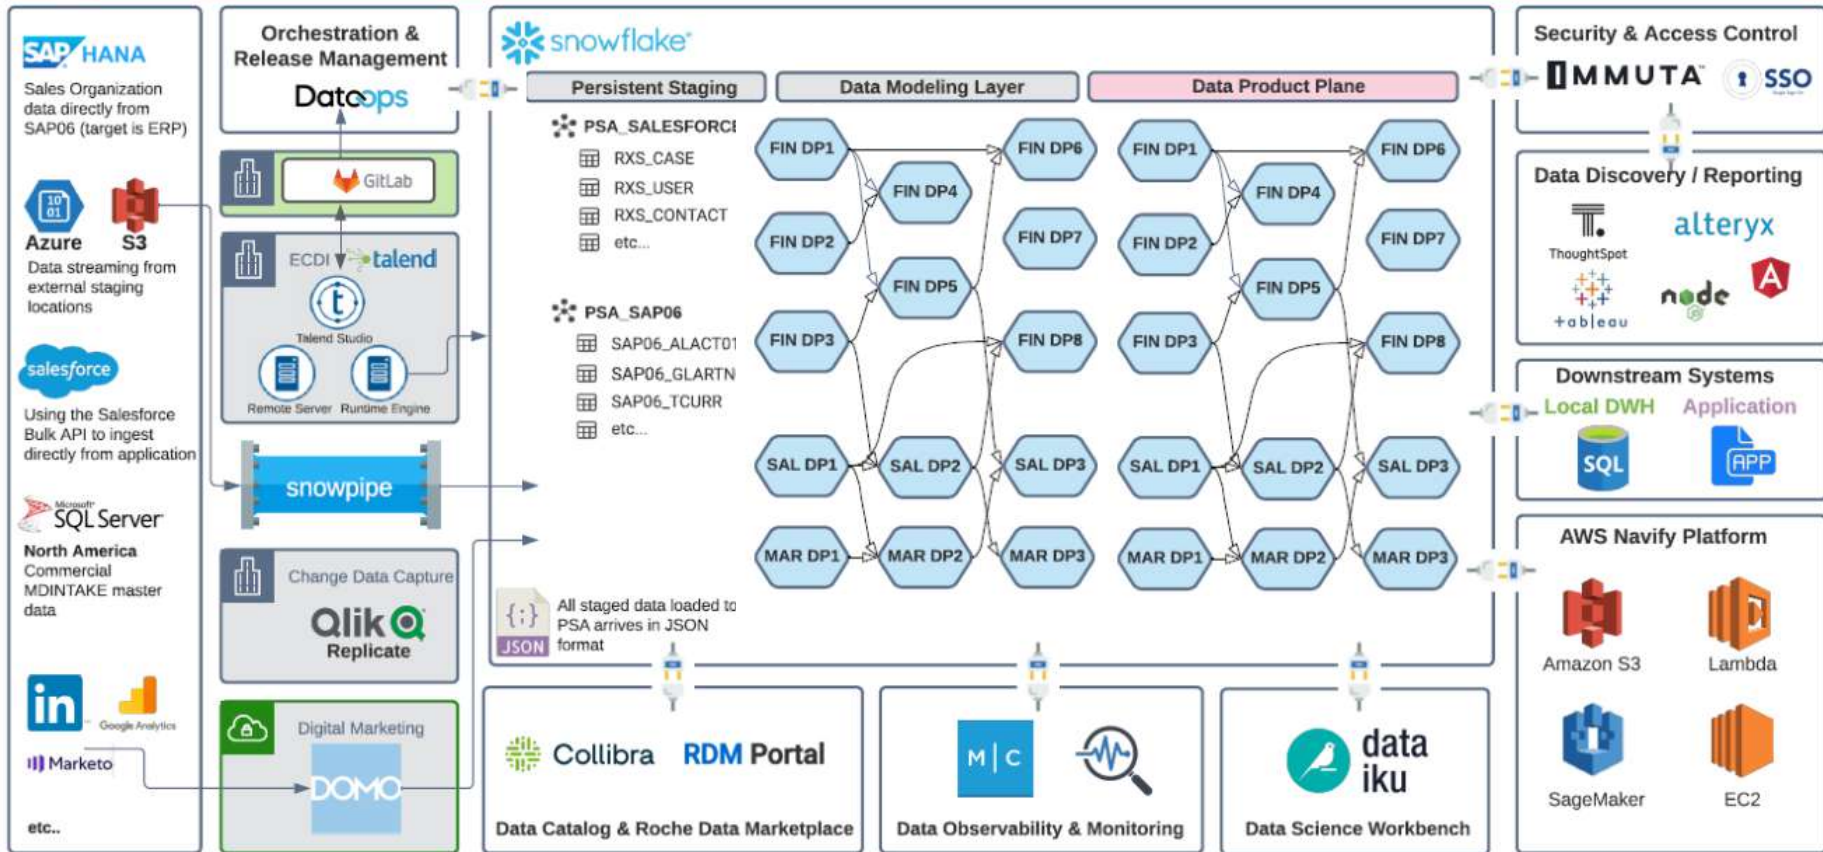 SAP HANA
Sales Organization
data directly from
SAP06 (target is ERP)
10
01
Azure
S3
Data streaming from
external staging
locations
salesforce
Using the Salesforce
Bulk API to ingest
directly from application
Microsoft
SQL Server
North America
Commercial
MDINTAKE master
data
in
Google Analytics
Marketo
etc..
Orchestration &
Release Management
Dataops
GitLab
ECDI
talend
t
Talend Studio
Remote Server
Runtime Engine
snowpipe
Change Data Capture
Qlik
Replicate
Digital Marketing
DOMO
snowflake
Persistent Staging
PSA_SALESFORCE
RXS_CASE
RXS_USER
RXS_CONTACT
etc...
PSA_SAP06
SAP06_ALACT01
SAP06_GLARTN
SAP06_TCURR
etc...
{;}
JSON
All staged data loaded to
PSA arrives in JSON
format
Data Modeling Layer
FIN DP1
FIN DP6
FIN DP4
FIN DP2
FIN DP7
FIN DP5
FIN DP3
FIN DP8
SAL DP1
SAL DP2
SAL DP3
MAR DP1
MAR DP2
MAR DP3
Data Product Plane
FIN DP1
FIN DP6
FIN DP4
FIN DP2
FIN DP7
FIN DP5
FIN DP3
FIN DP8
SAL DP1
SAL DP2
SAL DP3
MAR DP1
MAR DP2
MAR DP3
Collibra
RDM Portal
Data Catalog & Roche Data Marketplace
M|C
Data Observability & Monitoring
data
iku
Data Science Workbench
Security & Access Control
IMMUTA
SSO
Data Discovery / Reporting
ThoughtSpot
alteryx
+ableau
node
A
Downstream Systems
Local DWH
Application
SQL
APP
AWS Navify Platform
Amazon S3
Lambda
SageMaker
EC2